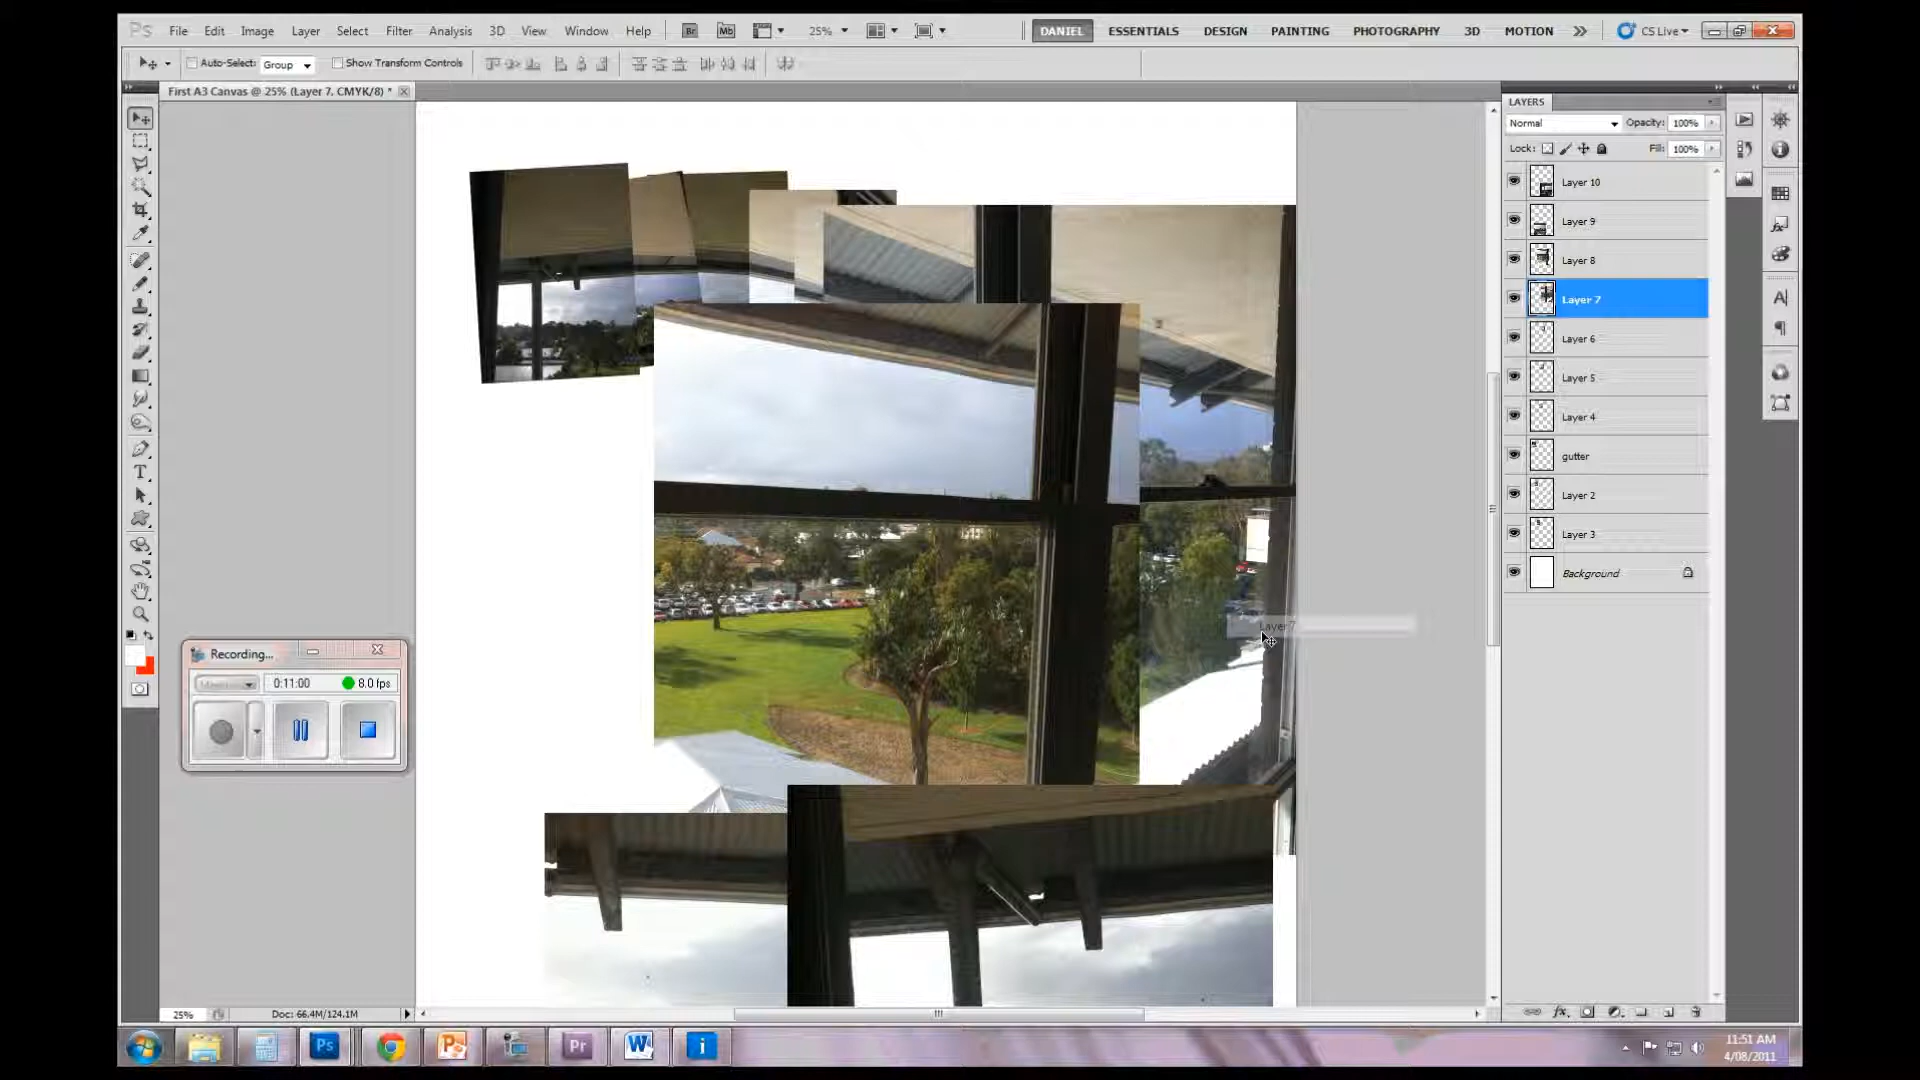 Ps File Edit Image Layer Select Filter Analysis 3D View Window Help Br Mb 25% DANIEL ESSENTIALS DESIGN PAINTING PHOTOGRAPHY 3D MOTION CS Live
Auto-Select: Group Show Transform Controls
First A3 Canvas @ 25% (Layer 7, CMYK/8) *
LAYERS
Normal Opacity: 100%
Lock: Fill: 100%
Layer 10
Layer 9
Layer 8
Layer 7
Layer 6
Layer 5
Layer 4
gutter
Layer 2
Layer 3
Background
Layer 7
Recording...
0:11:00 8.0 fps
25% Doc: 66.4M/124.1M
Ps Pr W i
11:51 AM
4/08/2011